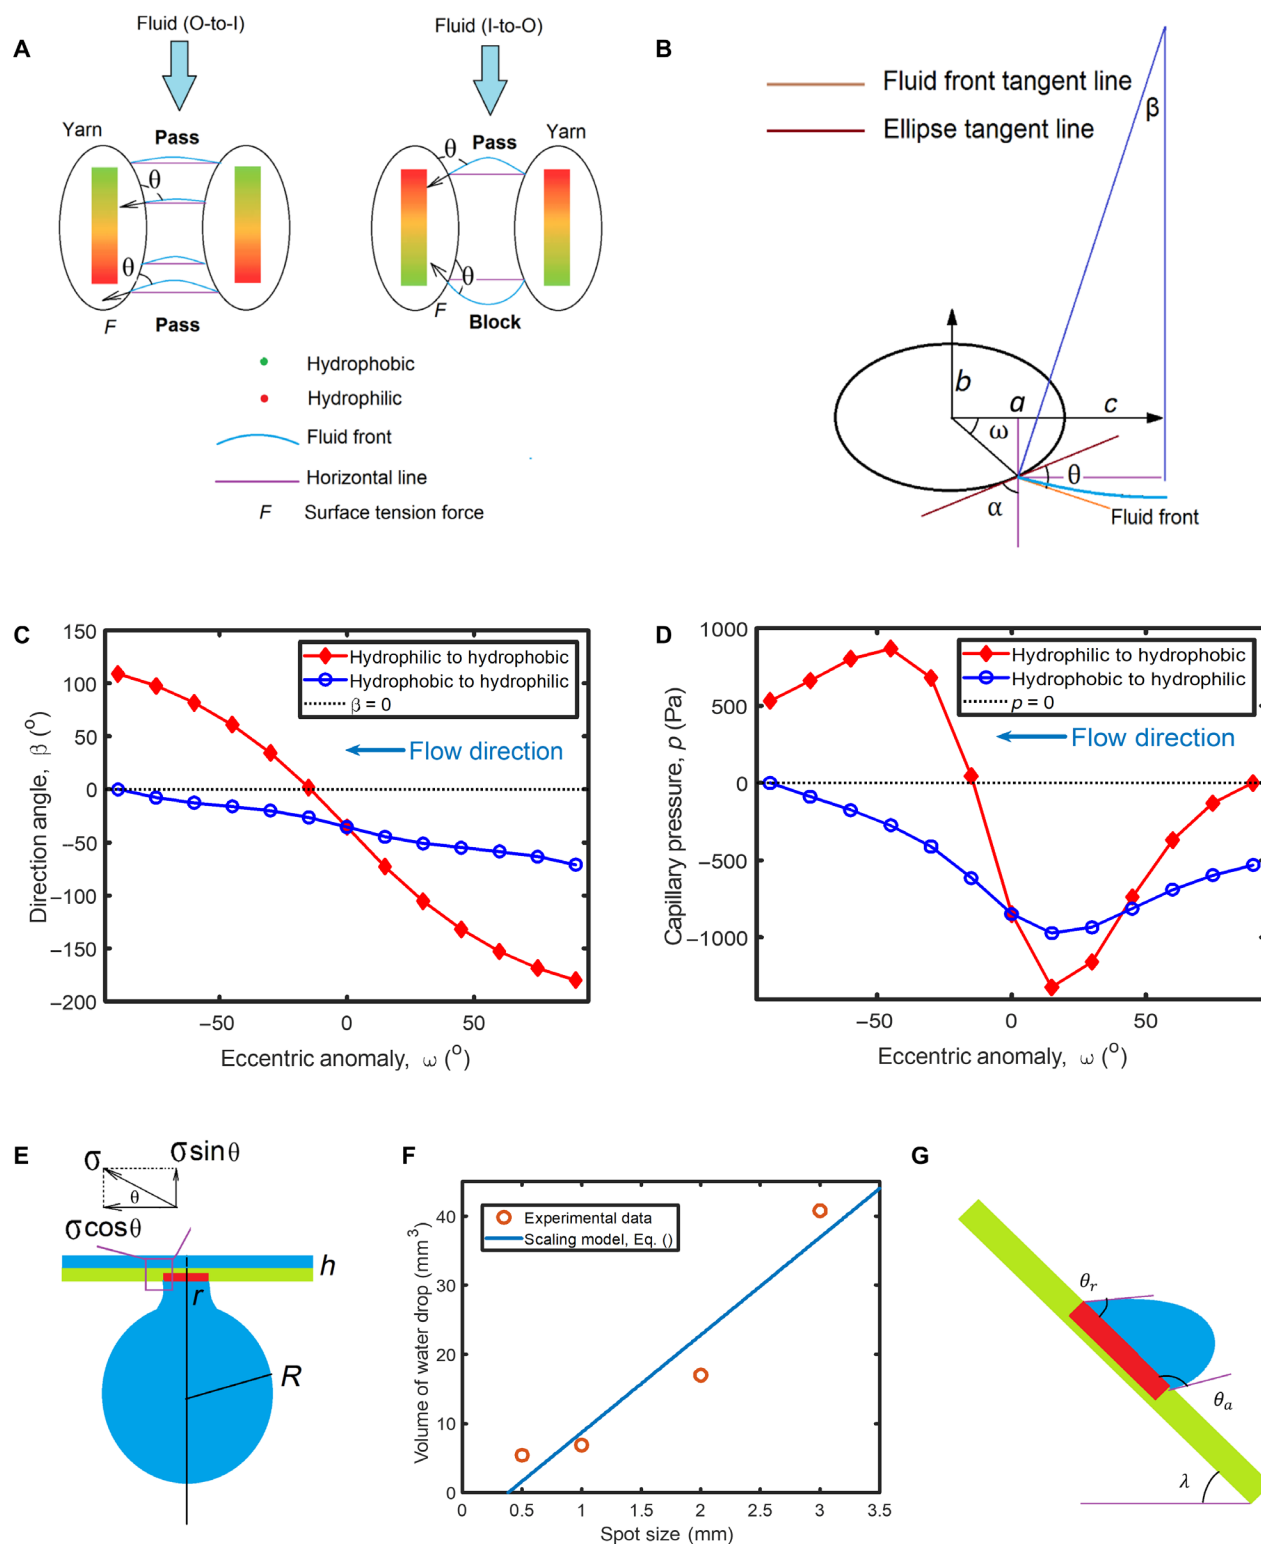 A
Fluid (O-to-I)
Fluid (I-to-O)
Yarn
Pass
Pass
Yarn
θ
θ
θ
θ
θ
F
Pass
F
Block
Hydrophobic
Hydrophilic
Fluid front
Horizontal line
F Surface tension force
B
Fluid front tangent line
Ellipse tangent line
β
b
a
c
ω
θ
α
Fluid front
C
150
100
50
0
−50
−100
−150
−200
Direction angle, β (o)
Hydrophilic to hydrophobic
Hydrophobic to hydrophilic
β = 0
Flow direction
−50 0 50
Eccentric anomaly, ω (o)
D
1000
500
0
−500
−1000
Capillary pressure, p (Pa)
Hydrophilic to hydrophobic
Hydrophobic to hydrophilic
p = 0
Flow direction
−50 0 50
Eccentric anomaly, ω (o)
E
σ
σsinθ
θ
σcosθ
h
r
R
F
40
30
20
10
0
Volume of water drop (mm3)
Experimental data
Scaling model, Eq. ()
0 0.5 1 1.5 2 2.5 3 3.5
Spot size (mm)
G
θr
θa
λ